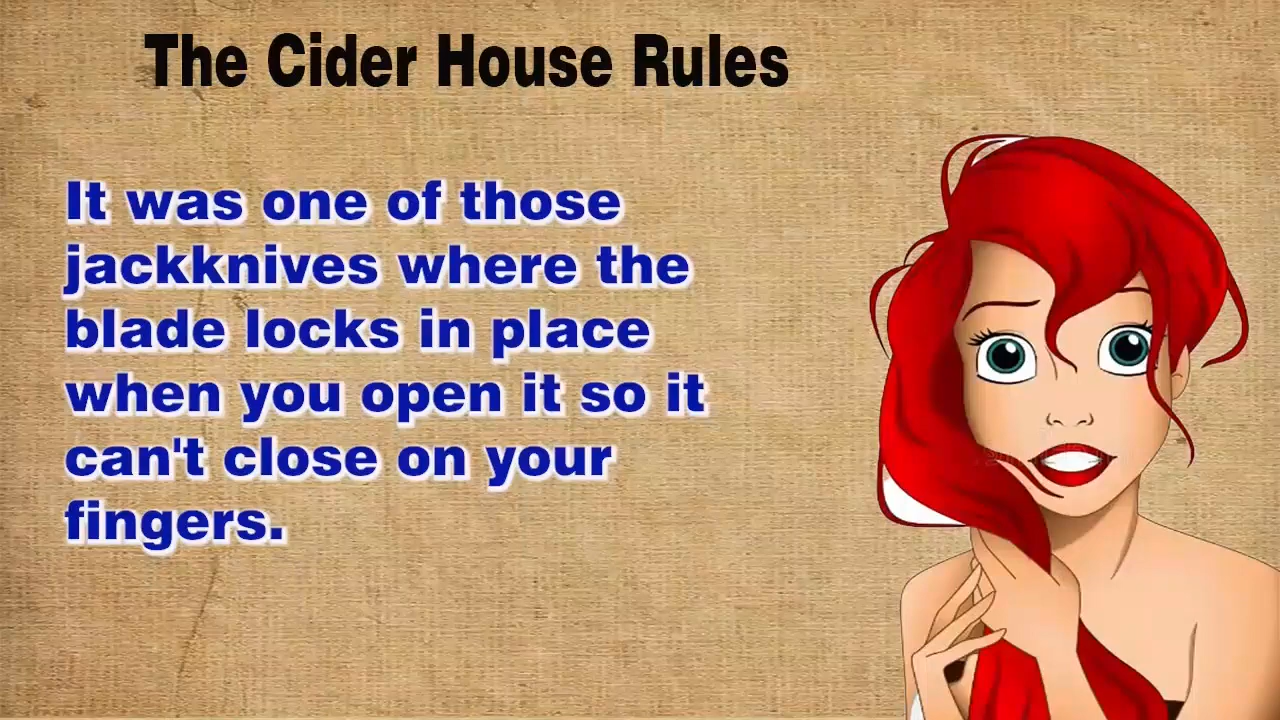 The Cider House Rules
It was one of those
jackknives where the
blade locks in place
when you open it so it
can't close on your
fingers.